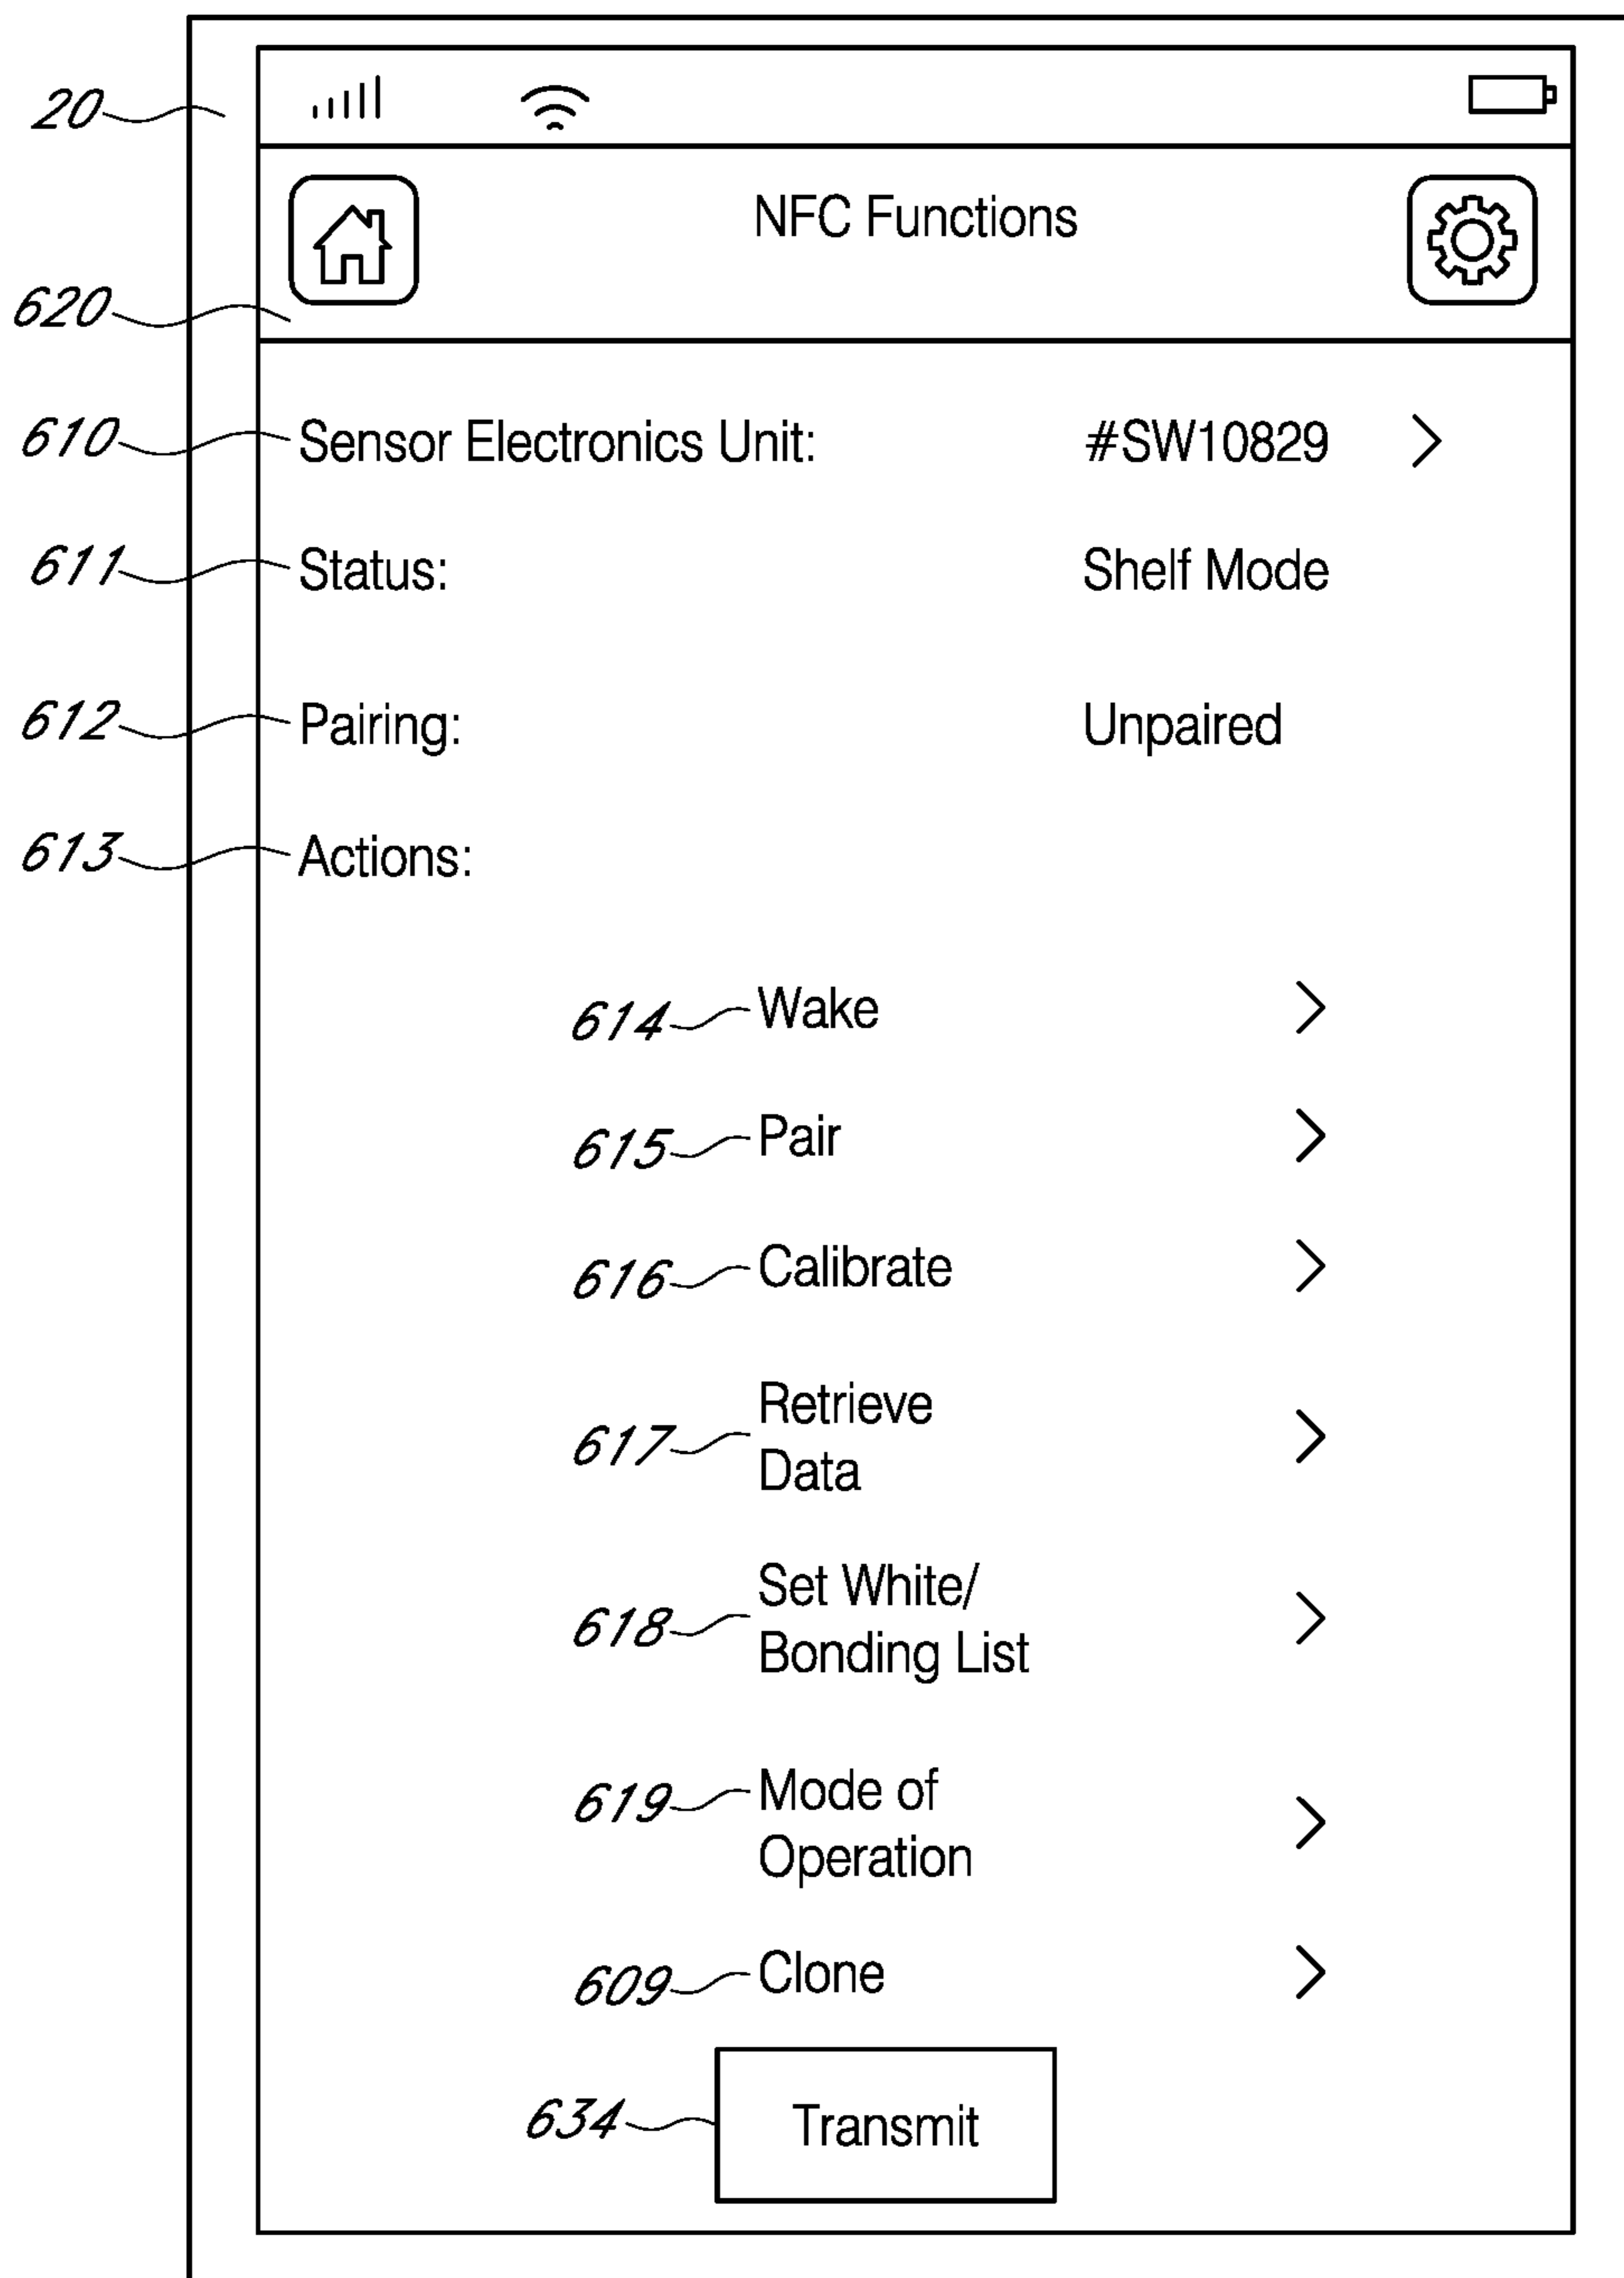 20
NFC Functions
620
610 Sensor Electronics Unit: #SW10829
611 Status: Shelf Mode
612 Pairing: Unpaired
613 Actions:
614 Wake
615 Pair
616 Calibrate
617 Retrieve
Data
618 Set White/
Bonding List
619 Mode of
Operation
609 Clone
634 Transmit